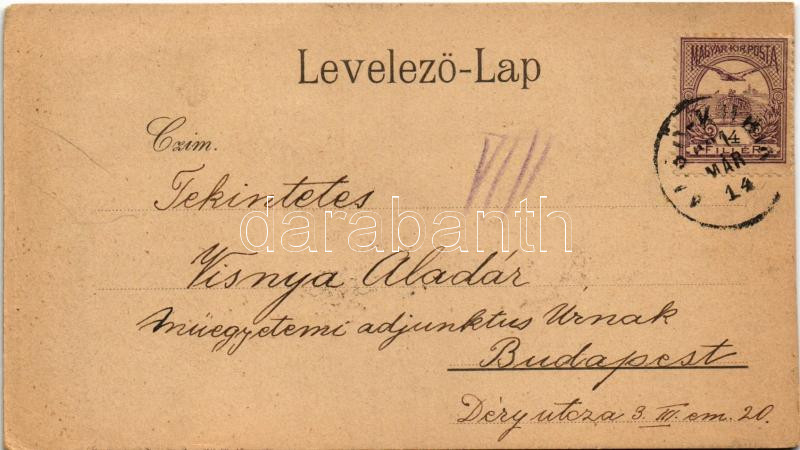 Levelező-Lap
MAGYAR KIR. POSTA
FILLÉR
MÁR
14
Czim.
Tekintetes
darabanth
Visnya Aladár
műegyetemi adjunktus Urnak
Budapest
Déry utcza 3. III. em. 20.